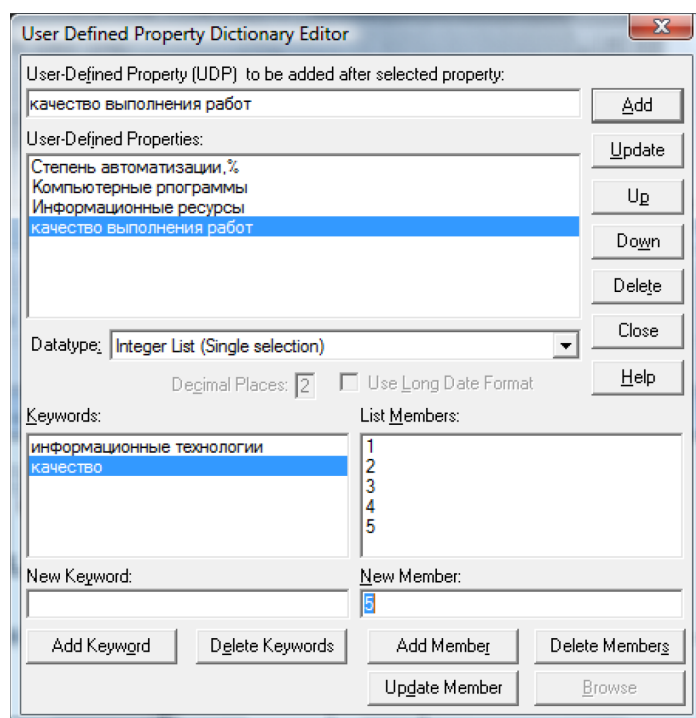 User Defined Property Dictionary Editor
User-Defined Property (UDP) to be added after selected property:
качество выполнения работ
Add
User-Defined Properties:
Update
Степень автоматизации,%
Компьютерные рпограммы
Информационные ресурсы
качество выполнения работ
Up
Down
Delete
Close
Datatype: Integer List (Single selection)
Help
Decimal Places: 2 Use Long Date Format
Keywords: List Members:
информационные технологии 1
качество 2
3
4
5
New Keyword: New Member:
5
Add Keyword Delete Keywords Add Member Delete Members
Update Member Browse